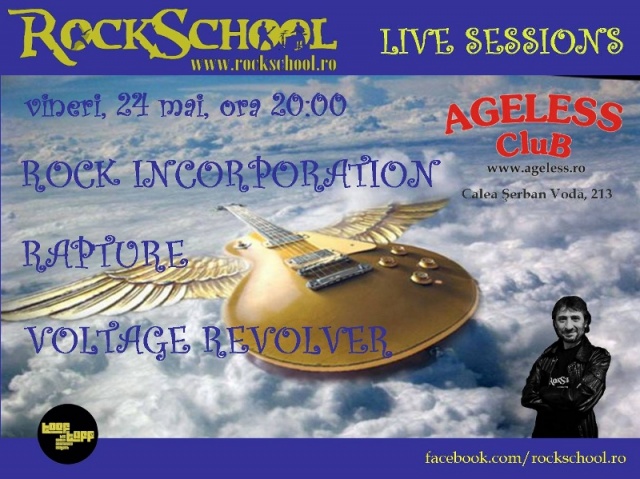 ROCKSCHOOL
www.rockschool.ro
LIVE SESSIONS
vineri, 24 mai, ora 20:00
AGELESS
CluB
www.ageless.ro
Calea Șerban Vodă, 213
ROCK INCORPORATION
RAPTURE
VOLTAGE REVOLVER
facebook.com/rockschool.ro